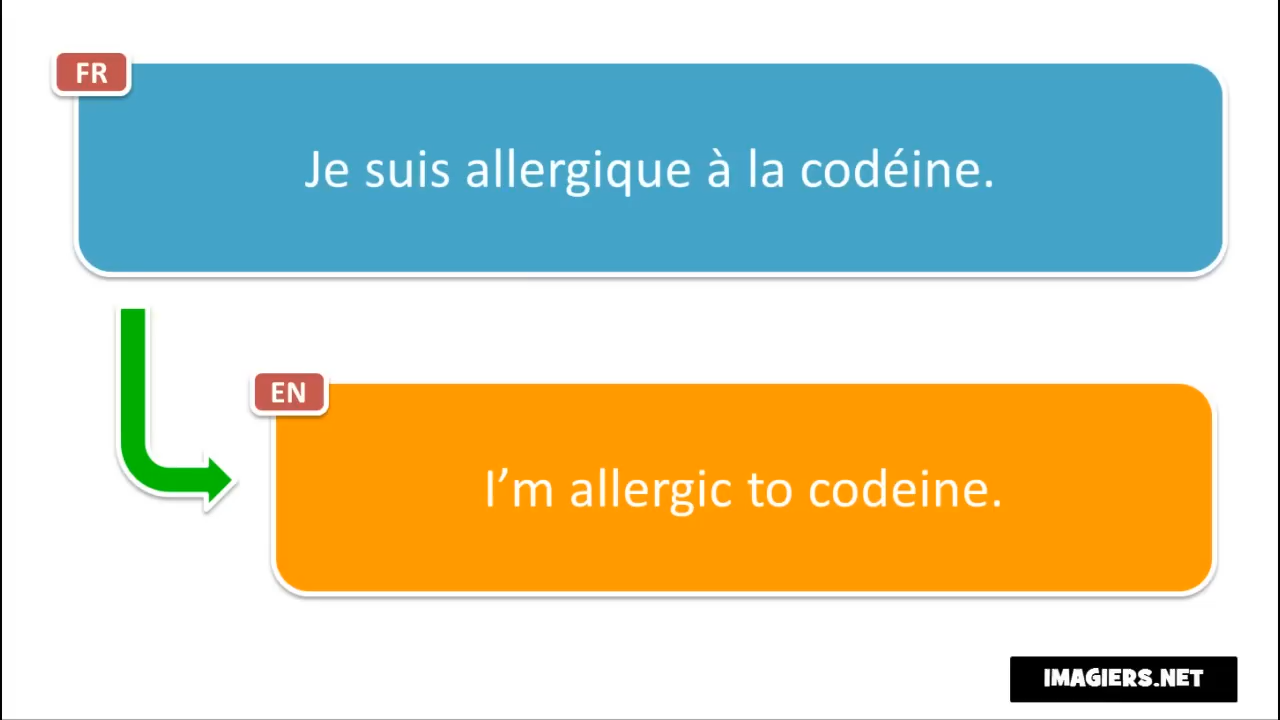 FR
Je suis allergique à la codéine.
EN
I’m allergic to codeine.
IMAGIERS.NET